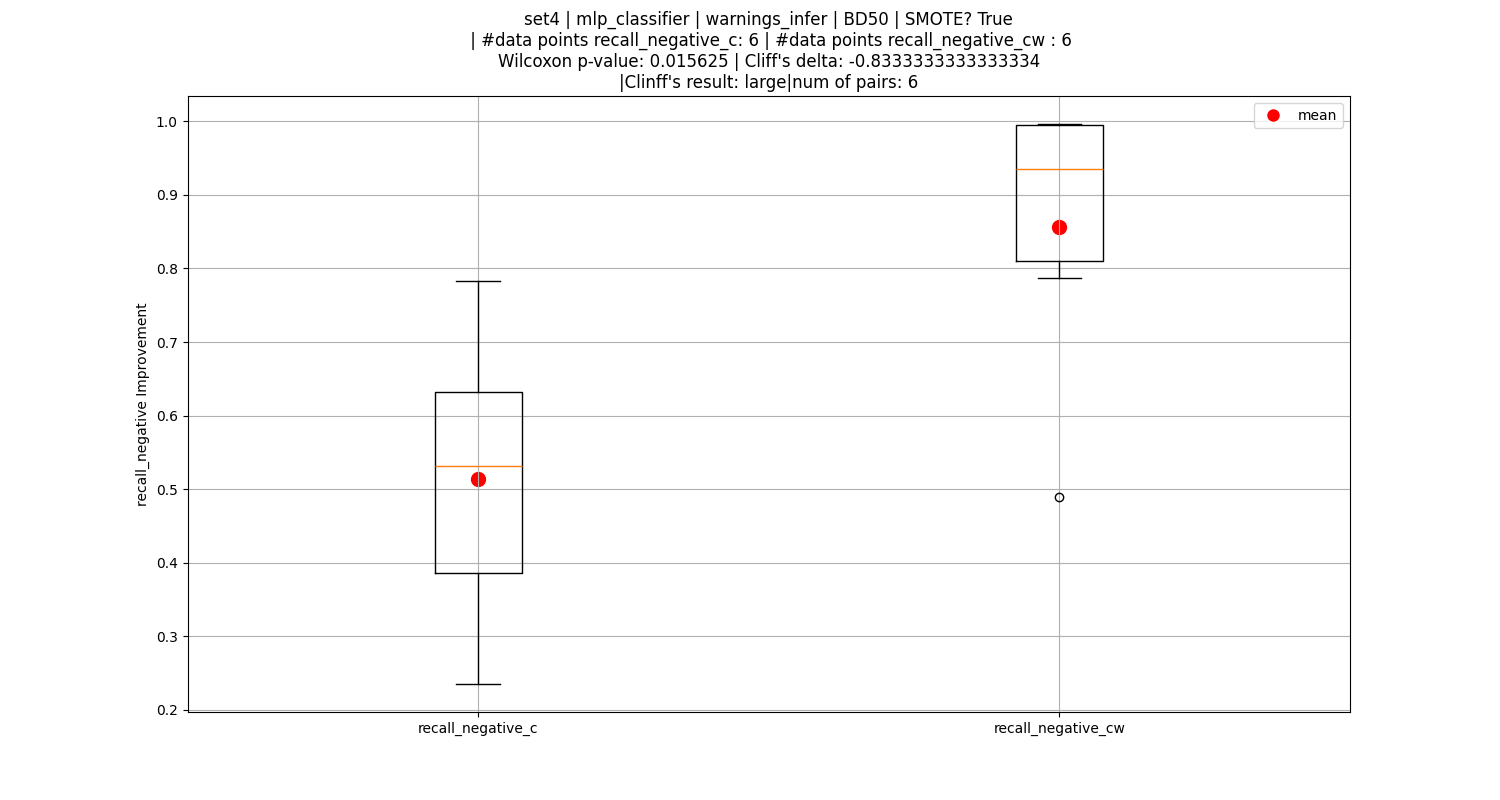 set4 | mlp_classifier | warnings_infer | BD50 | SMOTE? True
| #data points recall_negative_c: 6 | #data points recall_negative_cw : 6
Wilcoxon p-value: 0.015625 | Cliff's delta: -0.8333333333333334
|Clinff's result: large|num of pairs: 6
mean
1.0
0.9
0.8
0.7
0.6
0.5
0.4
0.3
0.2
recall_negative Improvement
recall_negative_c
recall_negative_cw